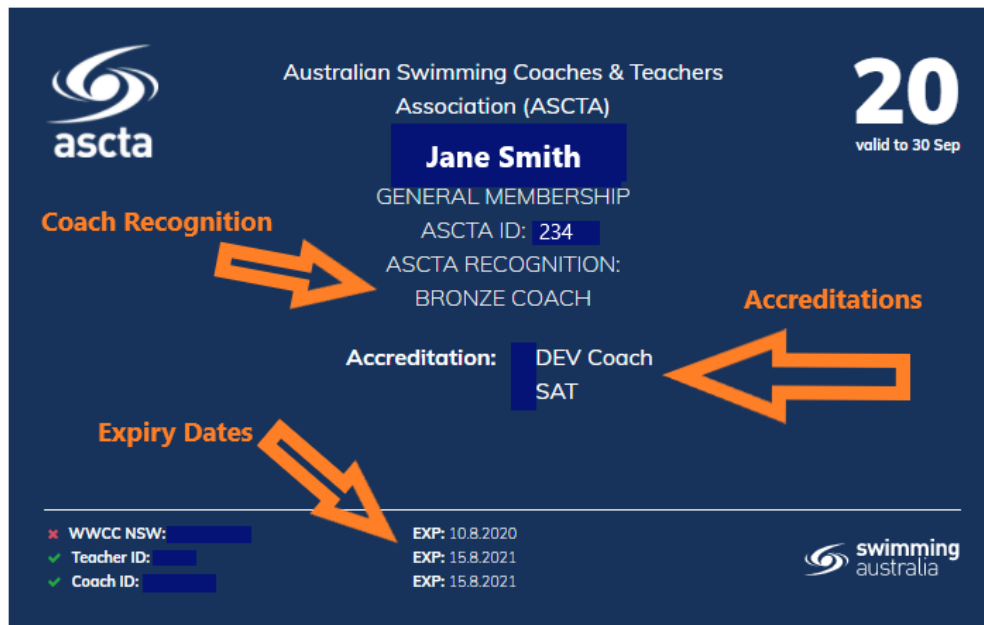 ascta
Australian Swimming Coaches & Teachers
Association (ASCTA)
20
valid to 30 Sep
Jane Smith
GENERAL MEMBERSHIP
Coach Recognition
ASCTA ID: 234
ASCTA RECOGNITION:
BRONZE COACH
Accreditations
Accreditation: DEV Coach
SAT
Expiry Dates
WWCC NSW: EXP: 10.8.2020
Teacher ID: EXP: 15.8.2021
Coach ID: EXP: 15.8.2021
swimming
australia